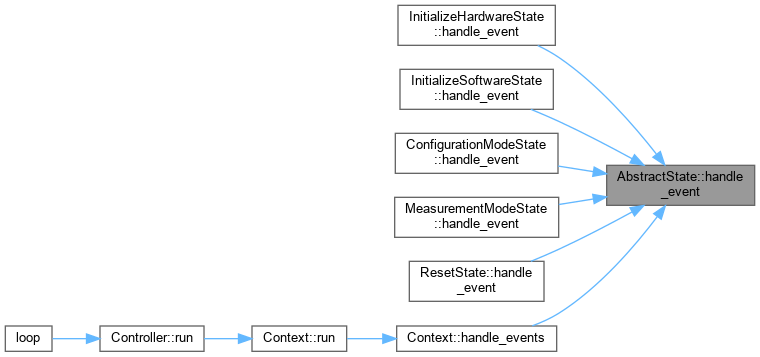 InitializeHardwareState
::handle_event
InitializeSoftwareState
::handle_event
ConfigurationModeState
::handle_event
AbstractState::handle
_event
MeasurementModeState
::handle_event
ResetState::handle
_event
loop
Controller::run
Context::run
Context::handle_events